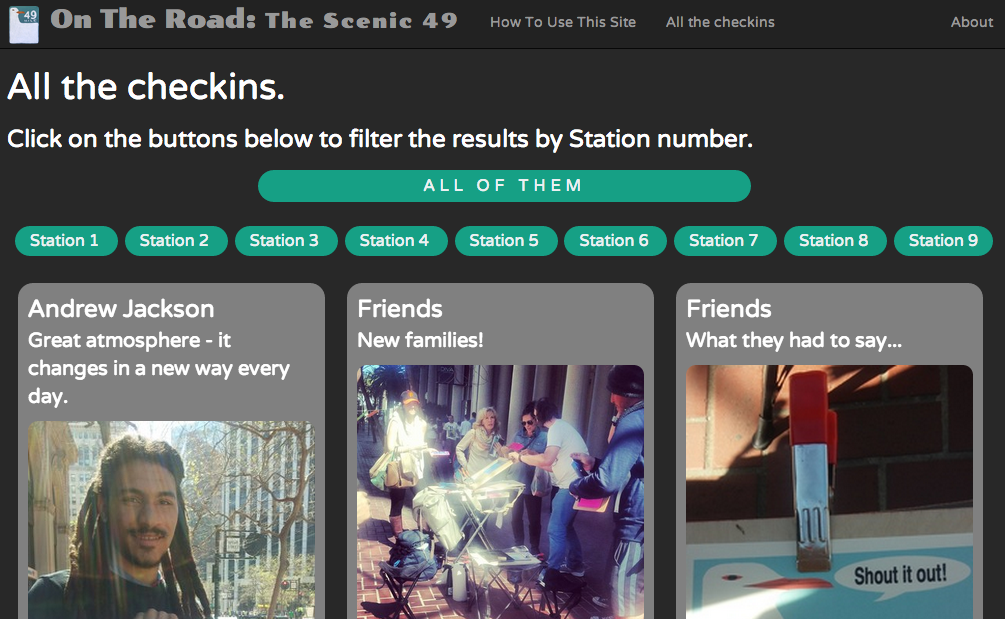 49 On The Road: The Scenic 49 How To Use This Site All the checkins About
All the checkins.
Click on the buttons below to filter the results by Station number.
ALL OF THEM
Station 1 Station 2 Station 3 Station 4 Station 5 Station 6 Station 7 Station 8 Station 9
Andrew Jackson
Great atmosphere - it
changes in a new way every
day.
Friends
New families!
Friends
What they had to say...
Shout it out!